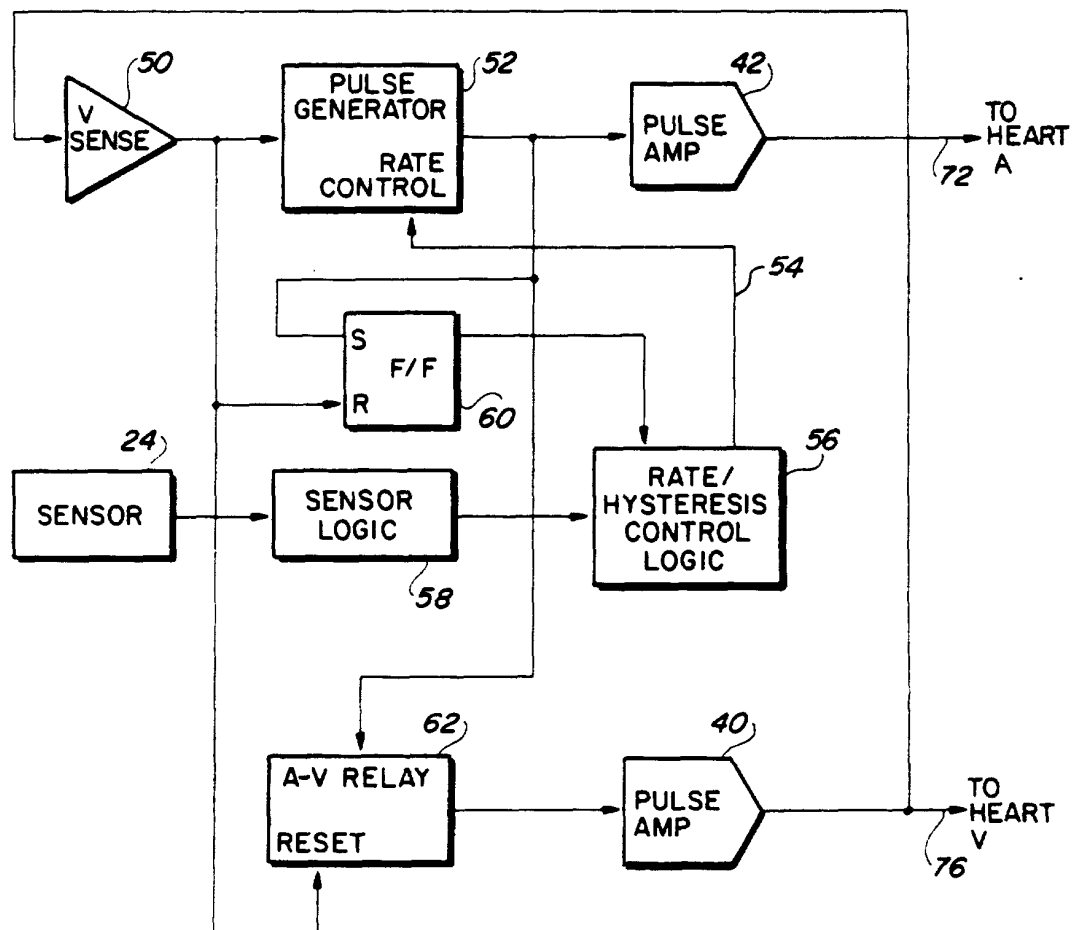 50
V
SENSE
52
PULSE
GENERATOR
RATE
CONTROL
42
PULSE
AMP
TO
HEART
A
72
54
S
F/F
R
60
24
SENSOR
SENSOR
LOGIC
58
56
RATE/
HYSTERESIS
CONTROL
LOGIC
62
A-V RELAY
RESET
40
PULSE
AMP
TO
HEART
V
76